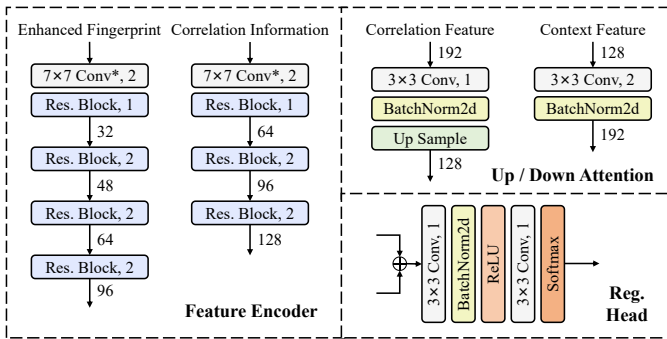 Enhanced Fingerprint
7×7 Conv*, 2
Res. Block, 1
32
Res. Block, 2
48
Res. Block, 2
64
Res. Block, 2
96
Correlation Information
7×7 Conv*, 2
Res. Block, 1
64
Res. Block, 2
96
Res. Block, 2
128
Feature Encoder
Correlation Feature
192
3×3 Conv, 1
BatchNorm2d
Up Sample
128
Context Feature
128
3×3 Conv, 2
BatchNorm2d
192
Up / Down Attention
3×3 Conv, 1
BatchNorm2d
ReLU
3×3 Conv, 1
Softmax
Reg.
Head